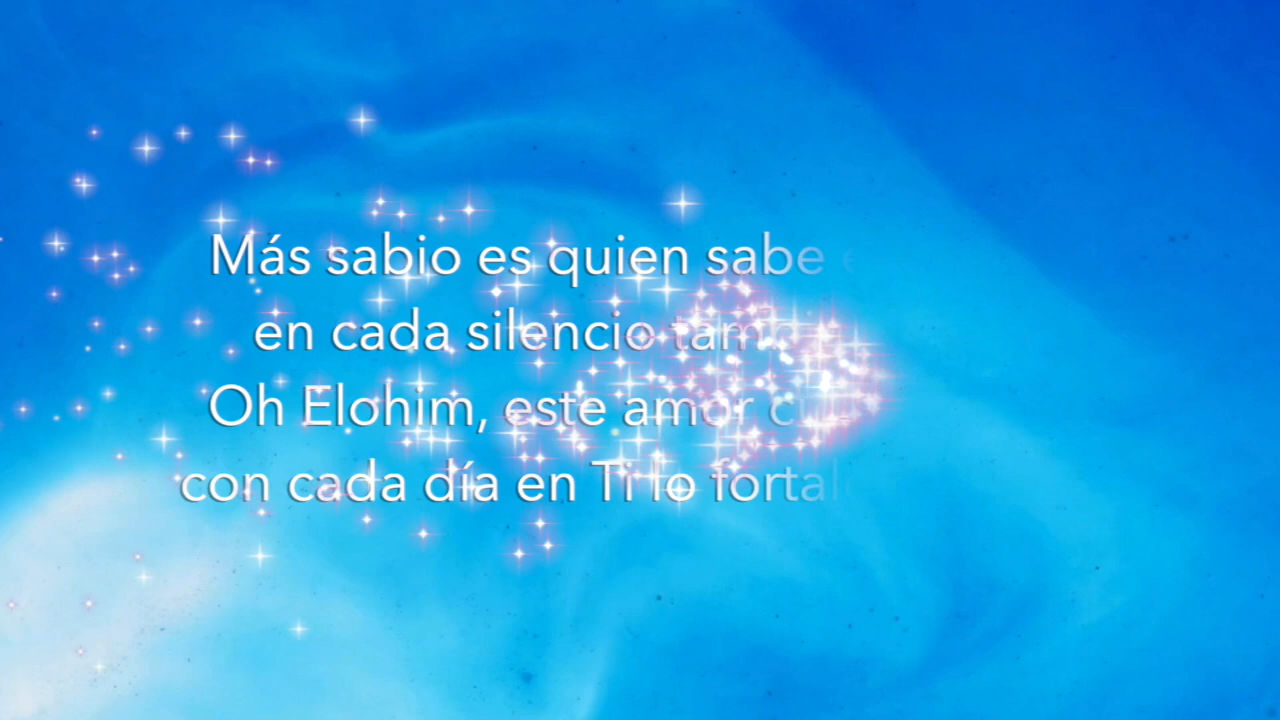 Más sabio es quien sabe
en cada silencio
Oh Elohim, este amor
con cada día en Ti lo